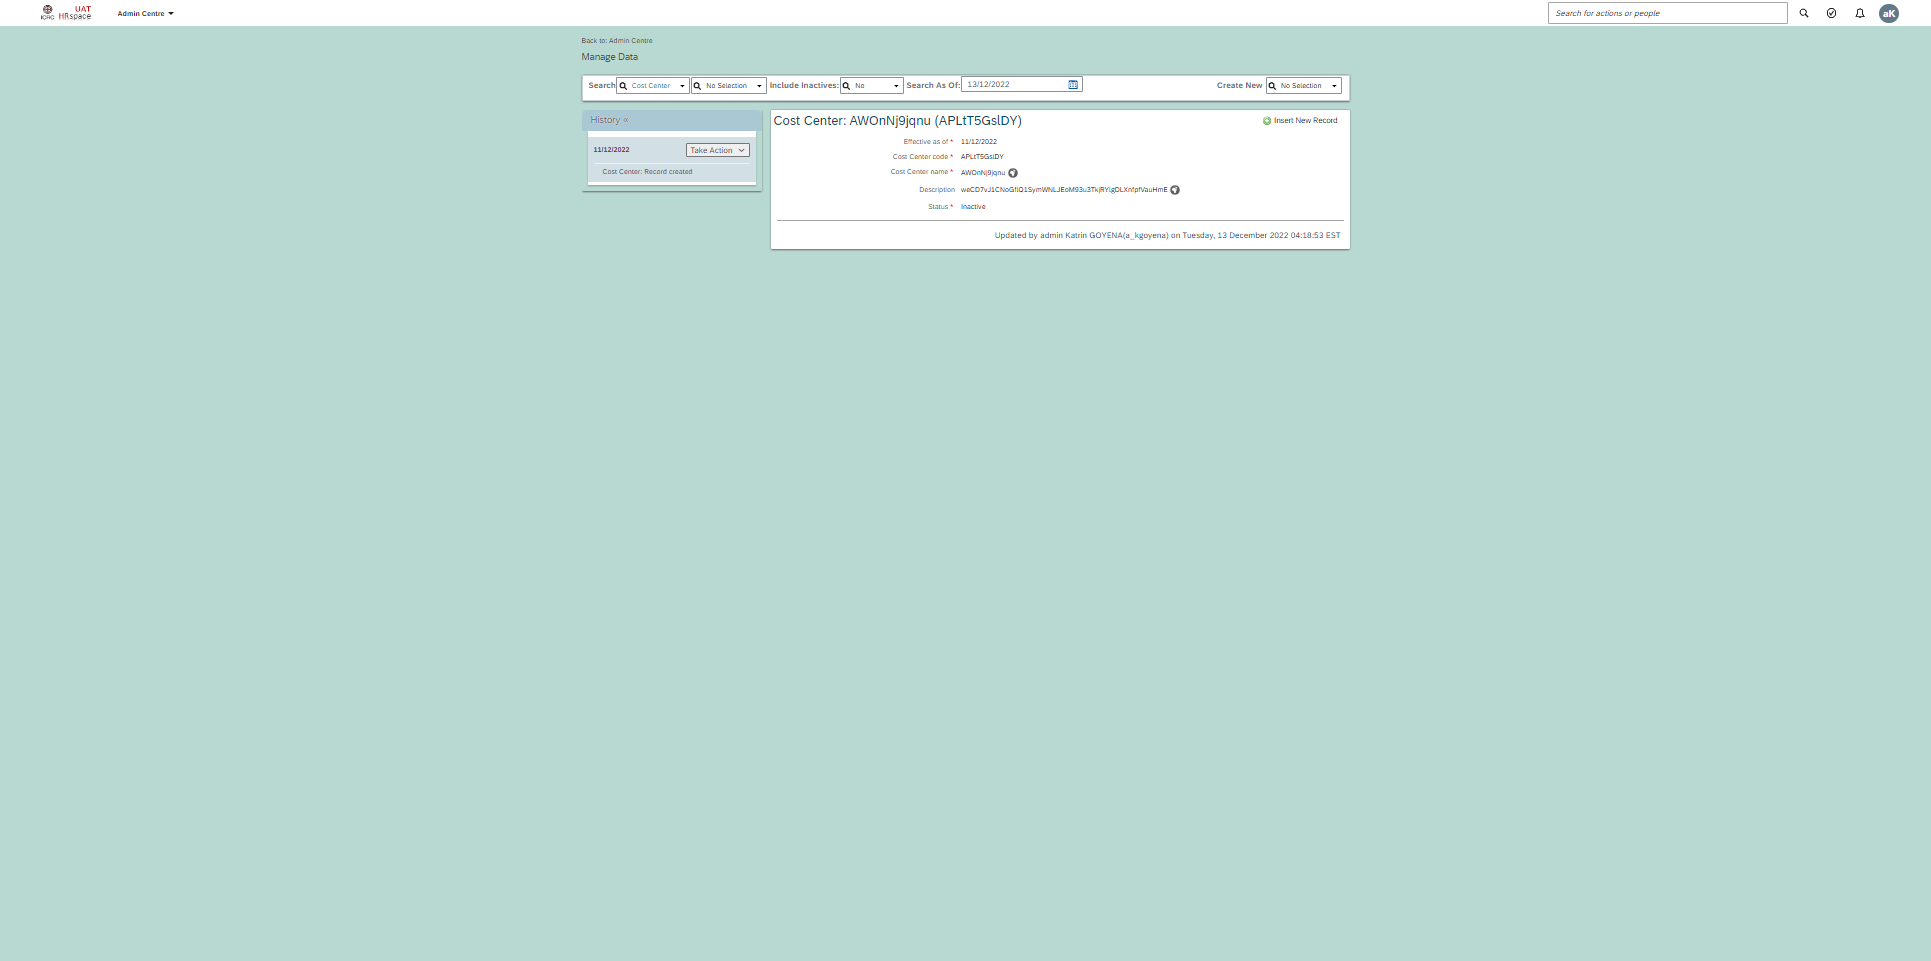 ICRC
UAT
HRspace
Admin Centre
Search for actions or people
aK
Back to: Admin Centre
Manage Data
Search Cost Center No Selection Include Inactives: No Search As Of: 13/12/2022 Create New No Selection
History «
11/12/2022 Take Action
Cost Center: Record created
Cost Center: AWOnNj9jqnu (APLtT5GslDY)
Insert New Record
Effective as of * 11/12/2022
Cost Center code * APLtT5GslDY
Cost Center name * AWOnNj9jqnu
Description
Status * Inactive
Updated by admin Katrin GOYENA(a_kgoyena) on Tuesday, 13 December 2022 04:18:53 EST